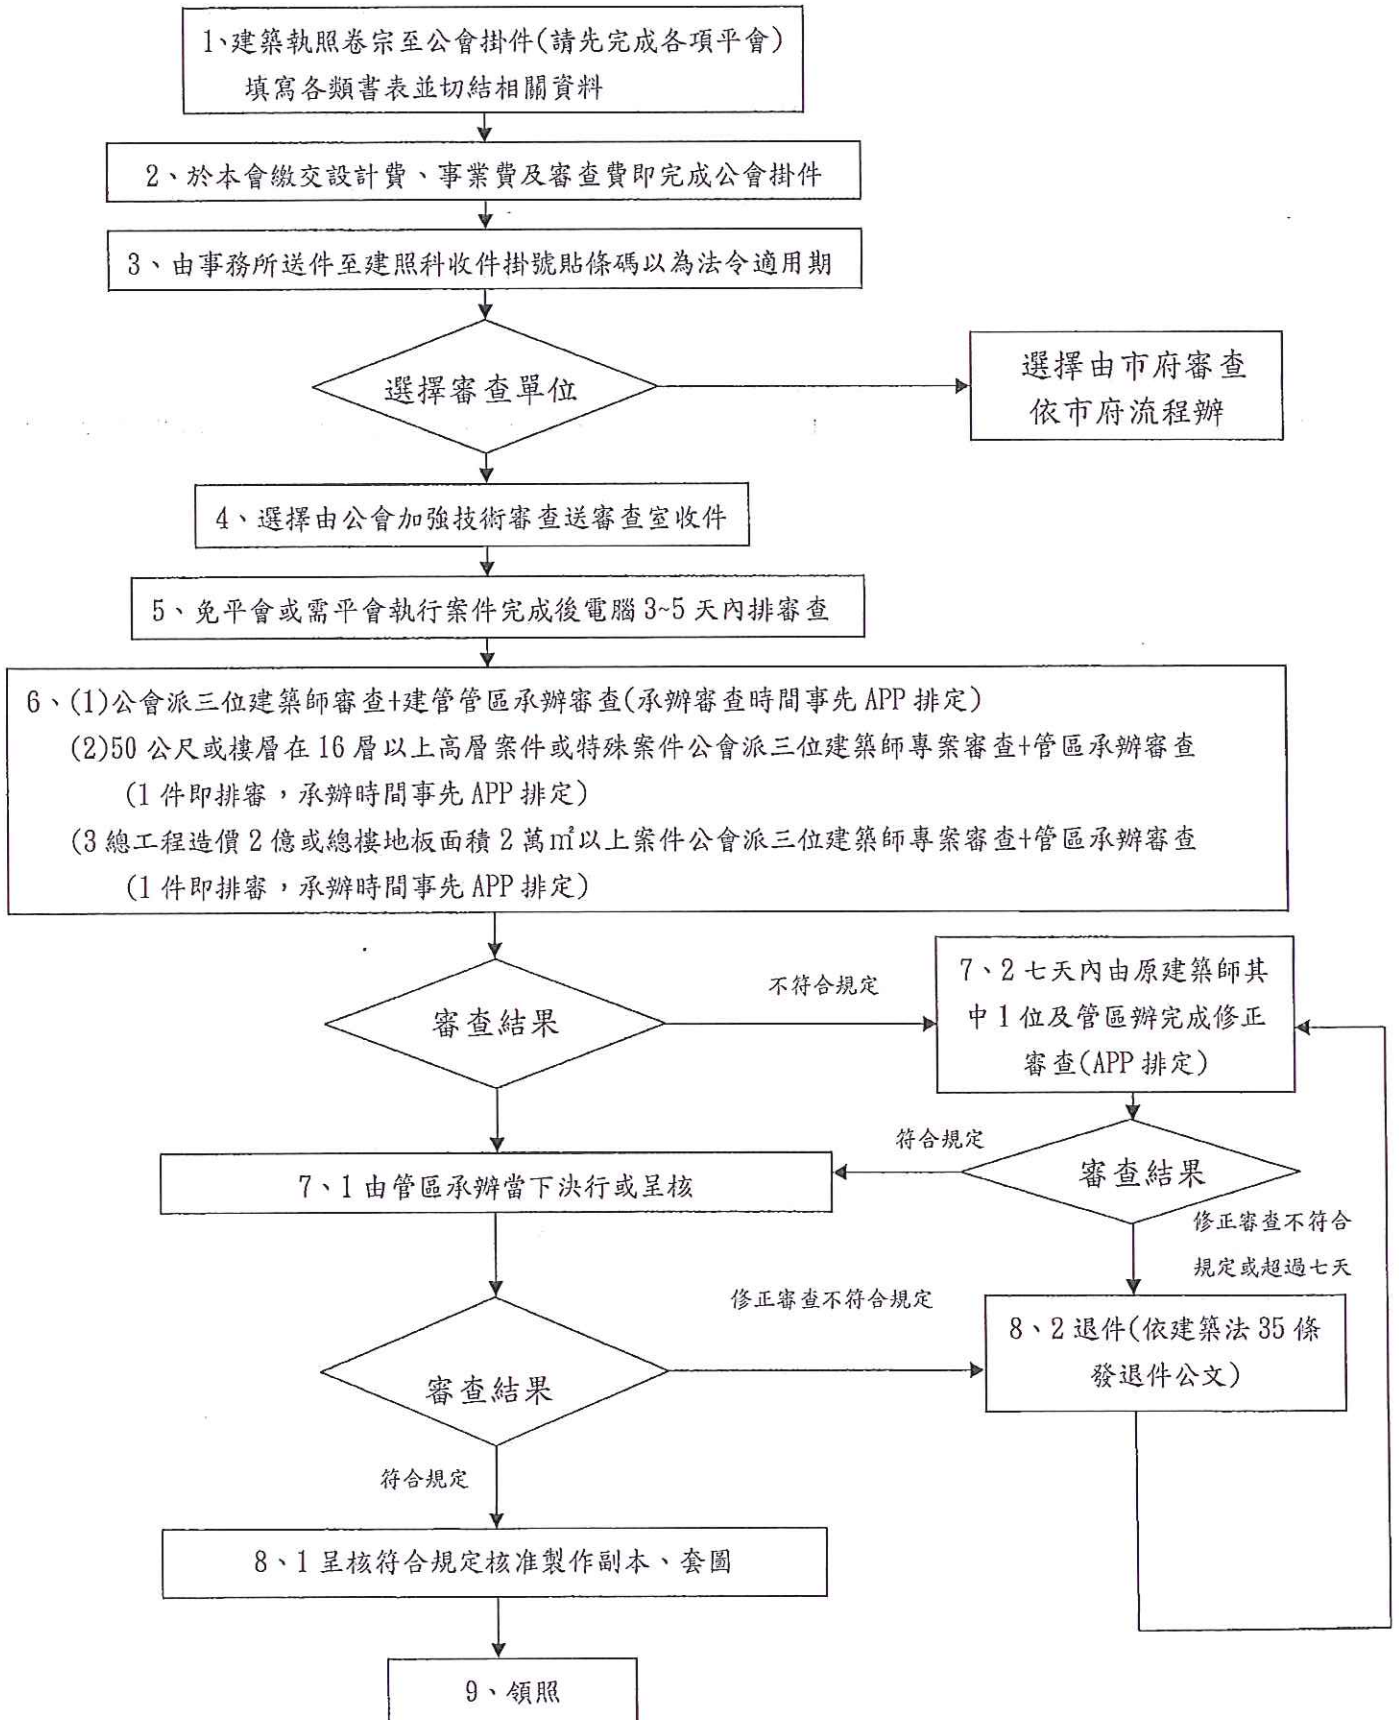 1、建築執照卷宗至公會掛件(請先完成各項平會)
填寫各類書表並切結相關資料
2、於本會繳交設計費、事業費及審查費即完成公會掛件
3、由事務所送件至建照科收件掛號貼條碼以為法令適用期
選擇審查單位
選擇由市府審查
依市府流程辦
4、選擇由公會加強技術審查送審查室收件
5、免平會或需平會執行案件完成後電腦 3~5 天內排審查
6、(1)公會派三位建築師審查+建管管區承辦審查(承辦審查時間事先 APP 排定)
(2)50 公尺或樓層在 16 層以上高層案件或特殊案件公會派三位建築師專案審查+管區承辦審查
(1 件即排審，承辦時間事先 APP 排定)
(3 總工程造價 2 億或總樓地板面積 2 萬㎡以上案件公會派三位建築師專案審查+管區承辦審查
(1 件即排審，承辦時間事先 APP 排定)
審查結果
不符合規定
7、2 七天內由原建築師其
中 1 位及管區辦完成修正
審查(APP 排定)
符合規定
審查結果
7、1 由管區承辦當下決行或呈核
修正審查不符合
規定或超過七天
修正審查不符合規定
8、2 退件(依建築法 35 條
發退件公文)
審查結果
符合規定
8、1 呈核符合規定核准製作副本、套圖
9、領照